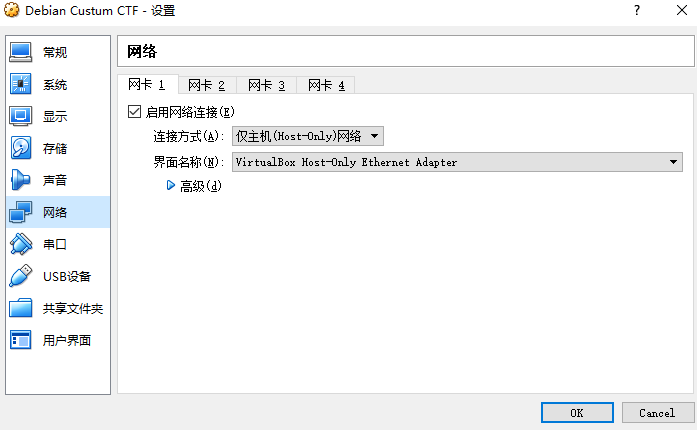 Debian Custum CTF - 设置
?
常规
系统
显示
存储
声音
网络
串口
USB设备
共享文件夹
用户界面
网络
网卡 1 网卡 2 网卡 3 网卡 4
启用网络连接(E)
连接方式(A): 仅主机(Host-Only)网络
界面名称(N): VirtualBox Host-Only Ethernet Adapter
高级(d)
OK Cancel